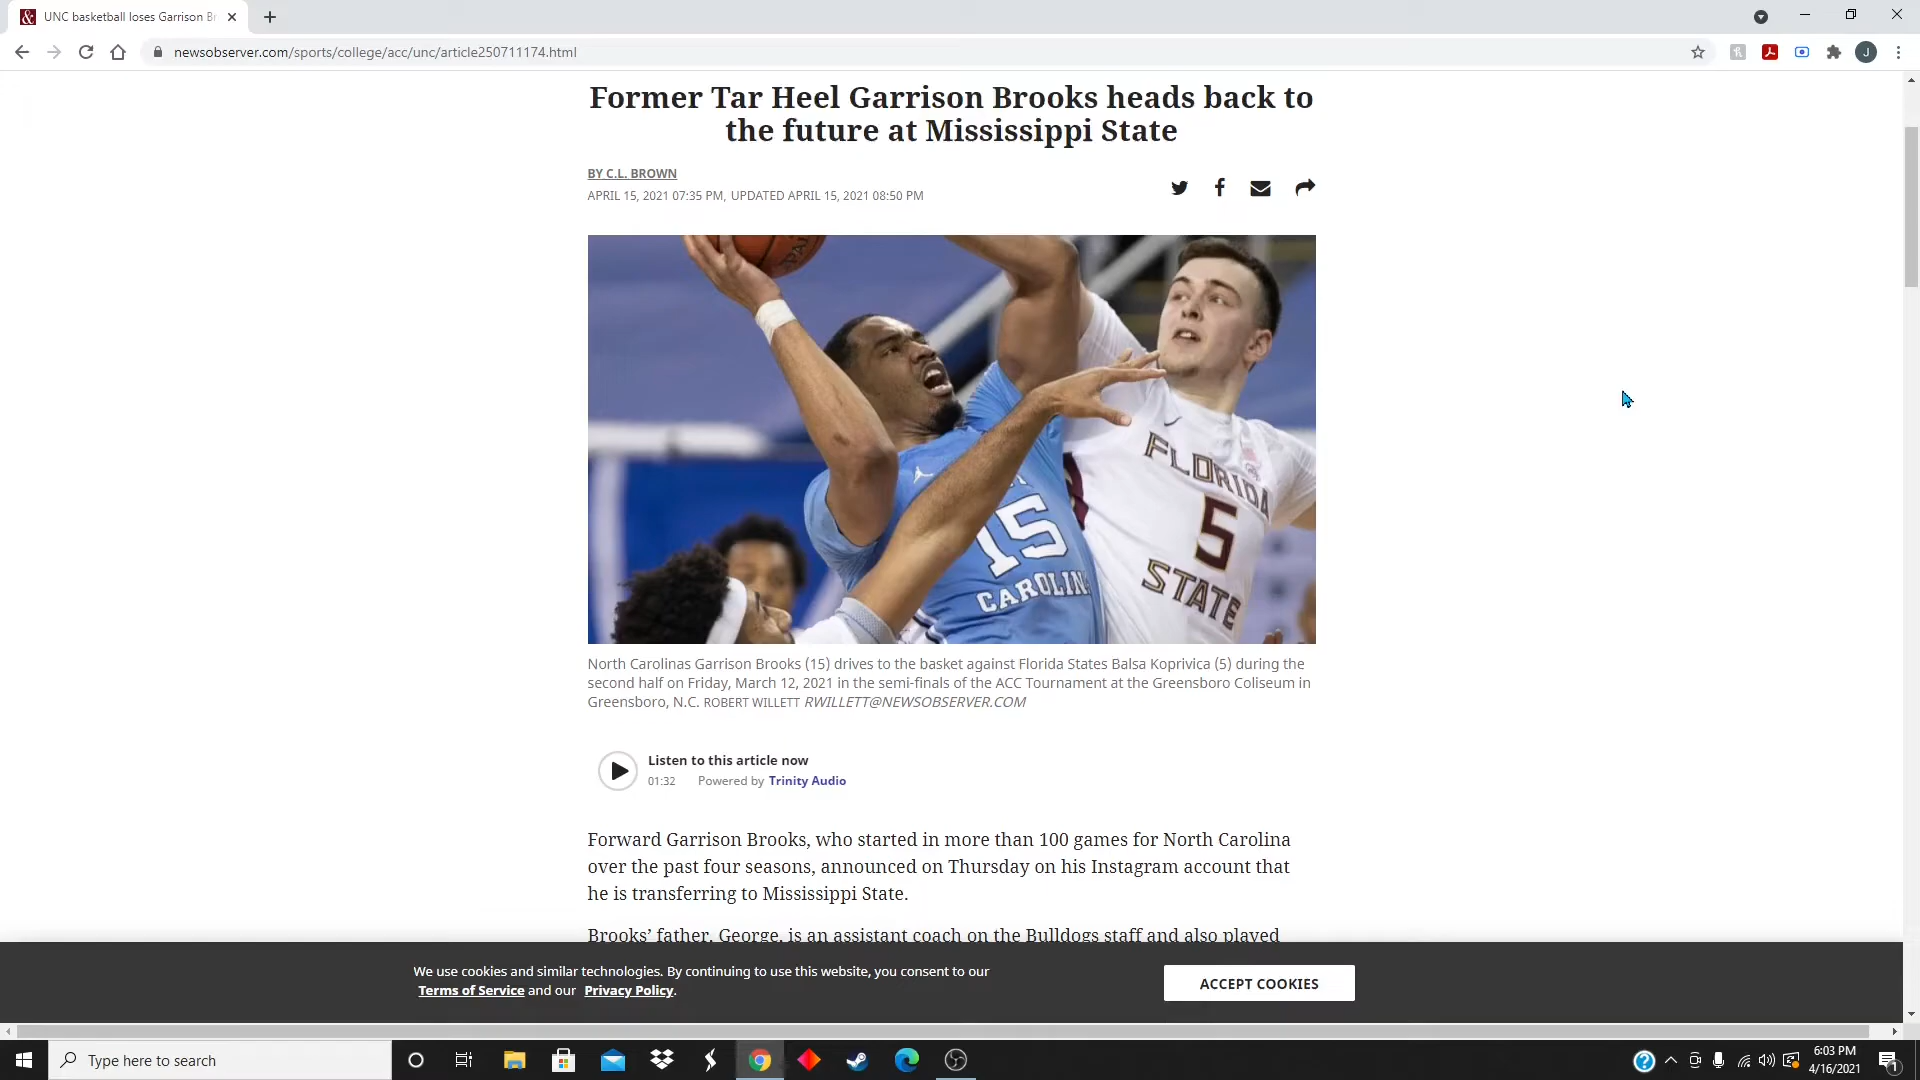 UNC basketball loses Garrison Br
newsobserver.com/sports/college/acc/unc/article250711174.html
J
Former Tar Heel Garrison Brooks heads back to
the future at Mississippi State
BY C.L. BROWN
APRIL 15, 2021 07:35 PM, UPDATED APRIL 15, 2021 08:50 PM
15
CAROLIN
FLORIDA
5
STATE
North Carolinas Garrison Brooks (15) drives to the basket against Florida States Balsa Koprivica (5) during the
second half on Friday, March 12, 2021 in the semi-finals of the ACC Tournament at the Greensboro Coliseum in
Greensboro, N.C. ROBERT WILLETT RWILLETT@NEWSOBSERVER.COM
Listen to this article now
01:32 Powered by Trinity Audio
Forward Garrison Brooks, who started in more than 100 games for North Carolina
over the past four seasons, announced on Thursday on his Instagram account that
he is transferring to Mississippi State.
Brooks’ father, George, is an assistant coach on the Bulldogs staff and also played
We use cookies and similar technologies. By continuing to use this website, you consent to our
Terms of Service and our Privacy Policy.
ACCEPT COOKIES
Type here to search
6:03 PM
4/16/2021
1